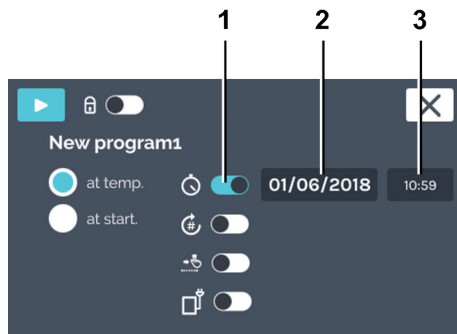 1 2 3
New program1
at temp. 01/06/2018 10:59
at start. #